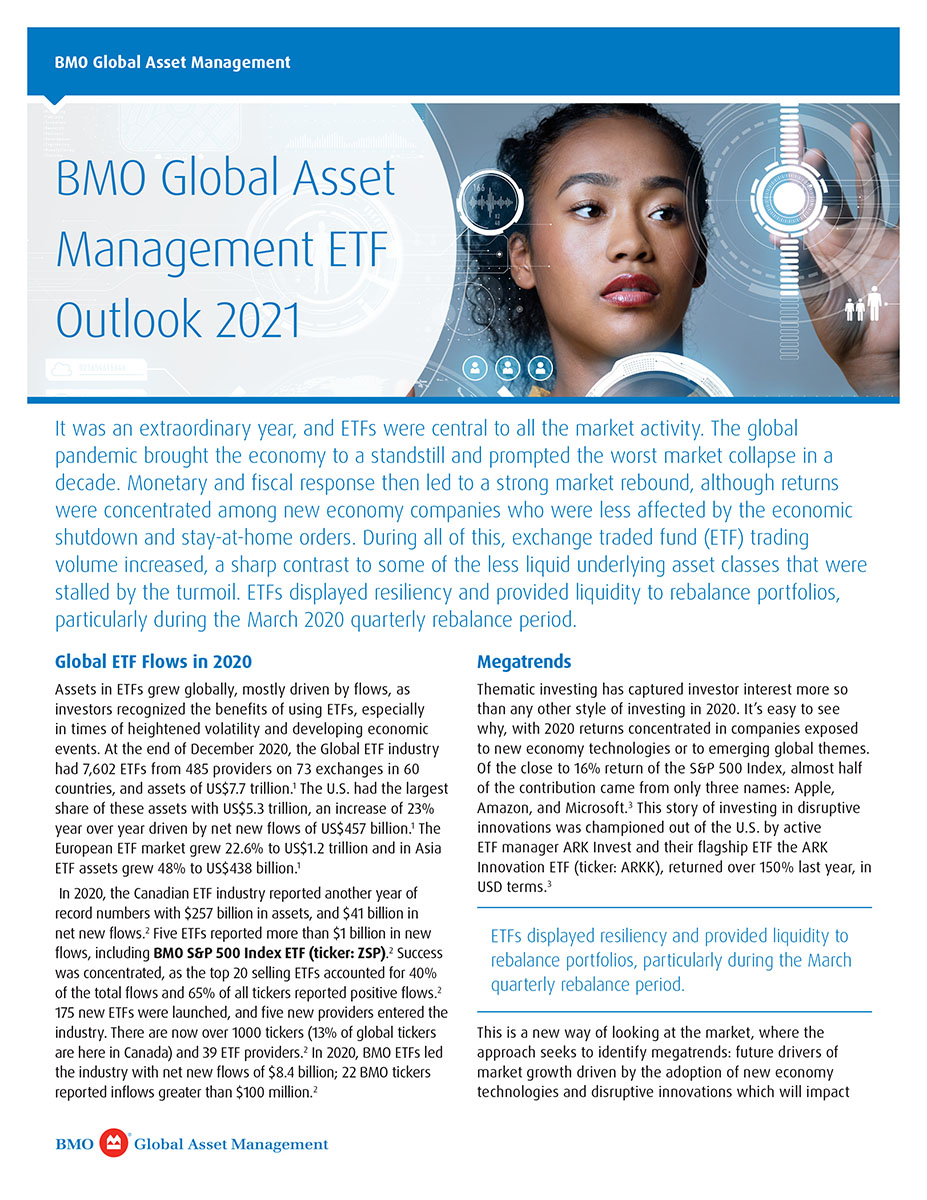 BMO Global Asset Management
BMO Global Asset
Management ETF
Outlook 2021
166
82
48
It was an extraordinary year, and ETFs were central to all the market activity. The global
pandemic brought the economy to a standstill and prompted the worst market collapse in a
decade. Monetary and fiscal response then led to a strong market rebound, although returns
were concentrated among new economy companies who were less affected by the economic
shutdown and stay-at-home orders. During all of this, exchange traded fund (ETF) trading
volume increased, a sharp contrast to some of the less liquid underlying asset classes that were
stalled by the turmoil. ETFs displayed resiliency and provided liquidity to rebalance portfolios,
particularly during the March 2020 quarterly rebalance period.
Global ETF Flows in 2020
Assets in ETFs grew globally, mostly driven by flows, as
investors recognized the benefits of using ETFs, especially
in times of heightened volatility and developing economic
events. At the end of December 2020, the Global ETF industry
had 7,602 ETFs from 485 providers on 73 exchanges in 60
countries, and assets of US$7.7 trillion.¹ The U.S. had the largest
share of these assets with US$5.3 trillion, an increase of 23%
year over year driven by net new flows of US$457 billion.¹ The
European ETF market grew 22.6% to US$1.2 trillion and in Asia
ETF assets grew 48% to US$438 billion.¹
In 2020, the Canadian ETF industry reported another year of
record numbers with $257 billion in assets, and $41 billion in
net new flows.² Five ETFs reported more than $1 billion in new
flows, including BMO S&P 500 Index ETF (ticker: ZSP).² Success
was concentrated, as the top 20 selling ETFs accounted for 40%
of the total flows and 65% of all tickers reported positive flows.²
175 new ETFs were launched, and five new providers entered the
industry. There are now over 1000 tickers (13% of global tickers
are here in Canada) and 39 ETF providers.² In 2020, BMO ETFs led
the industry with net new flows of $8.4 billion; 22 BMO tickers
reported inflows greater than $100 million.²
Megatrends
Thematic investing has captured investor interest more so
than any other style of investing in 2020. It's easy to see
why, with 2020 returns concentrated in companies exposed
to new economy technologies or to emerging global themes.
Of the close to 16% return of the S&P 500 Index, almost half
of the contribution came from only three names: Apple,
Amazon, and Microsoft.³ This story of investing in disruptive
innovations was championed out of the U.S. by active
ETF manager ARK Invest and their flagship ETF the ARK
Innovation ETF (ticker: ARKK), returned over 150% last year, in
USD terms.³
ETFs displayed resiliency and provided liquidity to
rebalance portfolios, particularly during the March
quarterly rebalance period.
This is a new way of looking at the market, where the
approach seeks to identify megatrends: future drivers of
market growth driven by the adoption of new economy
technologies and disruptive innovations which will impact
BMO Global Asset Management